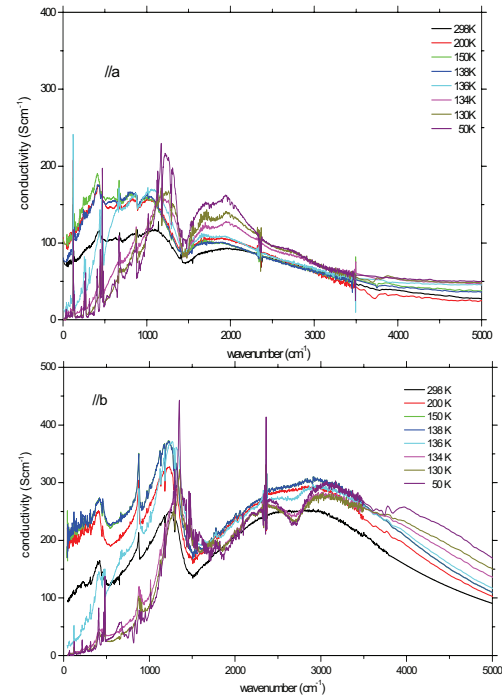 400
//a
298K
200K
150K
138K
136K
134K
130K
50K
300
200
100
0
conductivity (Scm-1)
0 1000 2000 3000 4000 5000
wavenumber (cm-1)
500
//b
298 K
200 K
150 K
138 K
136 K
134 K
130 K
50 K
400
300
200
100
0
conductivity (Scm-1)
0 1000 2000 3000 4000 5000
wavenumber (cm-1)